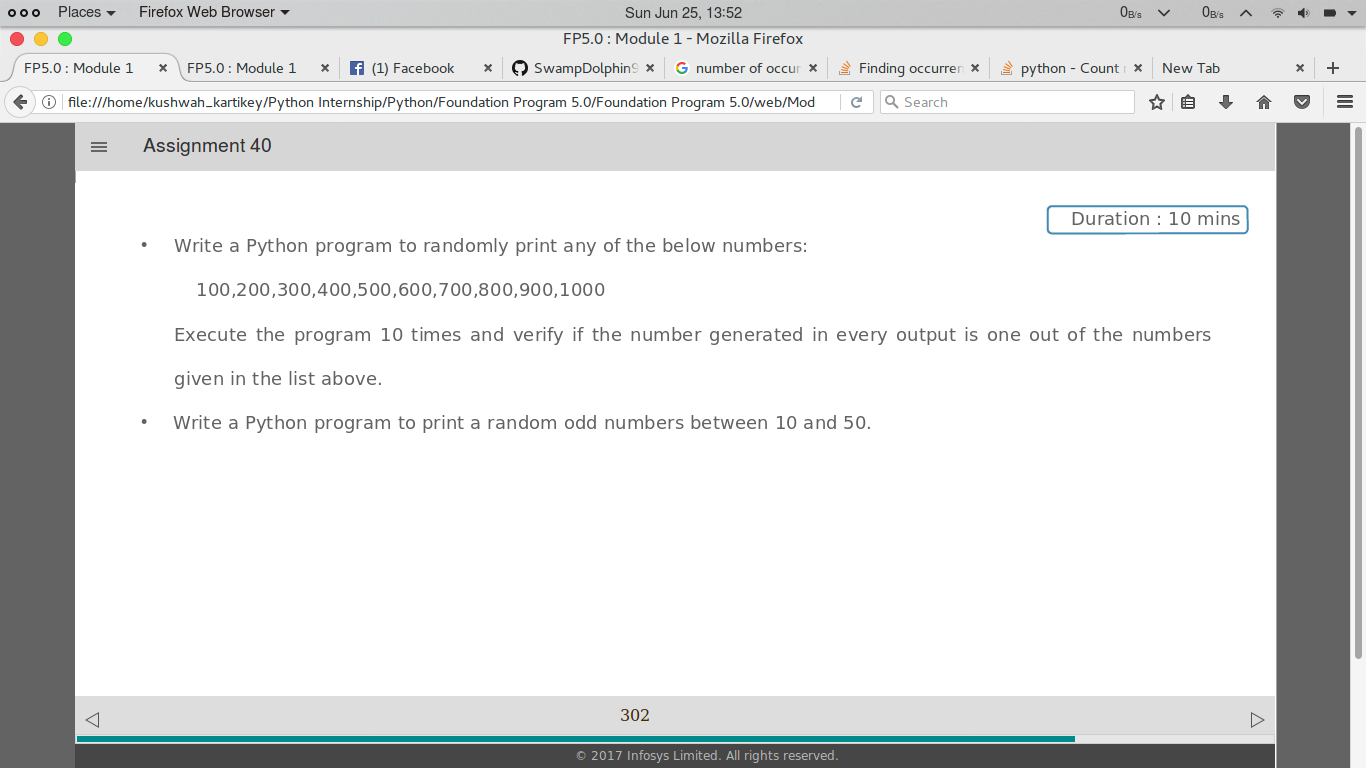 Places Firefox Web Browser Sun Jun 25, 13:52 0B/s 0B/s
FP5.0 : Module 1 - Mozilla Firefox
FP5.0 : Module 1 FP5.0 : Module 1 (1) Facebook SwampDolphin9 number of occur Finding occurren python - Count New Tab
file:///home/kushwah_kartikey/Python Internship/Python/Foundation Program 5.0/Foundation Program 5.0/web/Mod Search
Assignment 40
Duration : 10 mins
• Write a Python program to randomly print any of the below numbers:
100,200,300,400,500,600,700,800,900,1000
Execute the program 10 times and verify if the number generated in every output is one out of the numbers
given in the list above.
• Write a Python program to print a random odd numbers between 10 and 50.
302
© 2017 Infosys Limited. All rights reserved.